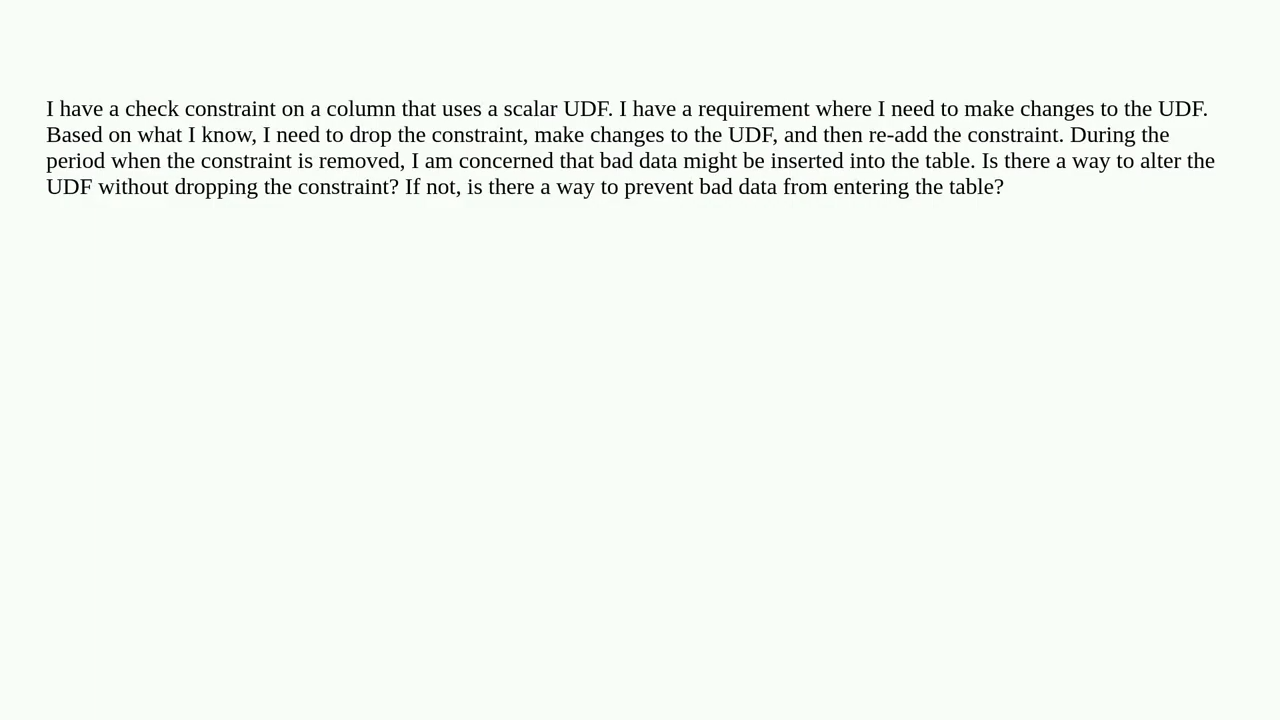 I have a check constraint on a column that uses a scalar UDF. I have a requirement where I need to make changes to the UDF.
Based on what I know, I need to drop the constraint, make changes to the UDF, and then re-add the constraint. During the
period when the constraint is removed, I am concerned that bad data might be inserted into the table. Is there a way to alter the
UDF without dropping the constraint? If not, is there a way to prevent bad data from entering the table?